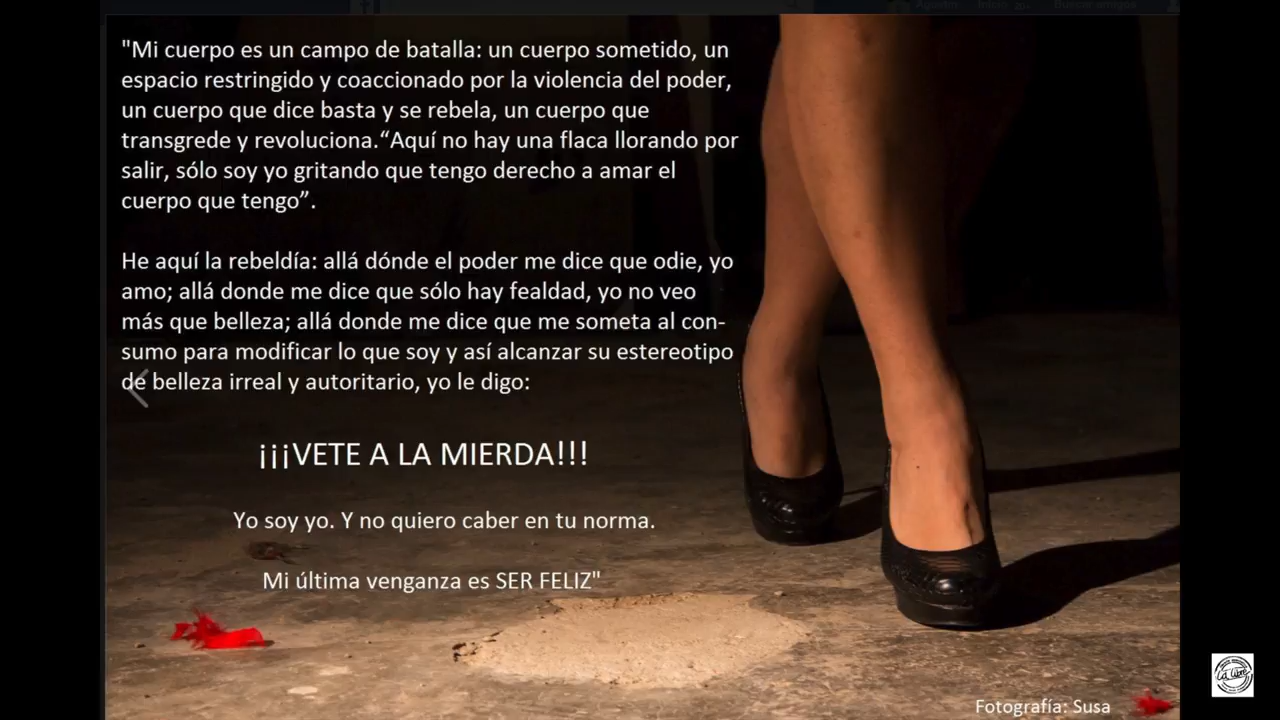 "Mi cuerpo es un campo de batalla: un cuerpo sometido, un
espacio restringido y coaccionado por la violencia del poder,
un cuerpo que dice basta y se rebela, un cuerpo que
transgrede y revoluciona.“Aquí no hay una flaca llorando por
salir, sólo soy yo gritando que tengo derecho a amar el
cuerpo que tengo”.
He aquí la rebeldía: allá dónde el poder me dice que odie, yo
amo; allá donde me dice que sólo hay fealdad, yo no veo
más que belleza; allá donde me dice que me someta al con-
sumo para modificar lo que soy y así alcanzar su estereotipo
de belleza irreal y autoritario, yo le digo:
¡¡¡VETE A LA MIERDA!!!
Yo soy yo. Y no quiero caber en tu norma.
Mi última venganza es SER FELIZ"
Fotografía: Susa